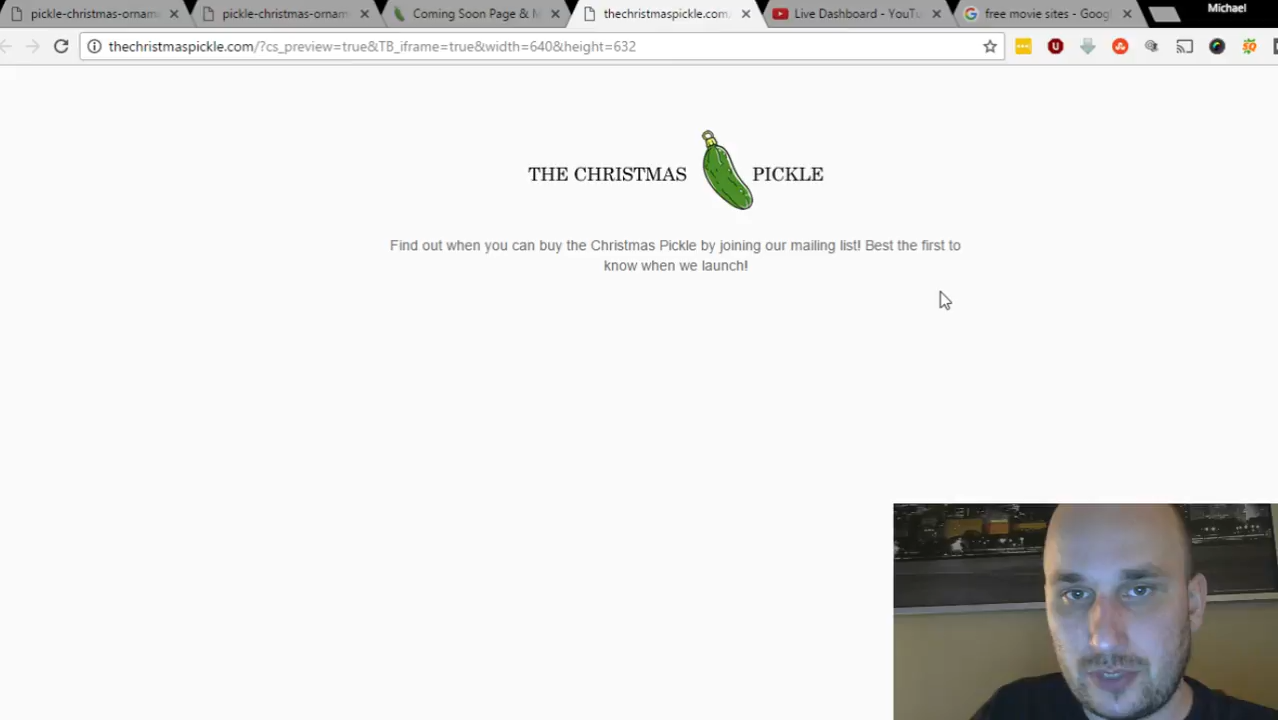 pickle-christmas-orname
pickle-christmas-ornam
Coming Soon Page & M
thechristmaspickle.com/
Live Dashboard - YouTu
free movie sites - Goog
Michael
thechristmaspickle.com/?cs_preview=true&TB_iframe=true&width=640&height=632
THE CHRISTMAS PICKLE
Find out when you can buy the Christmas Pickle by joining our mailing list! Best the first to
know when we launch!